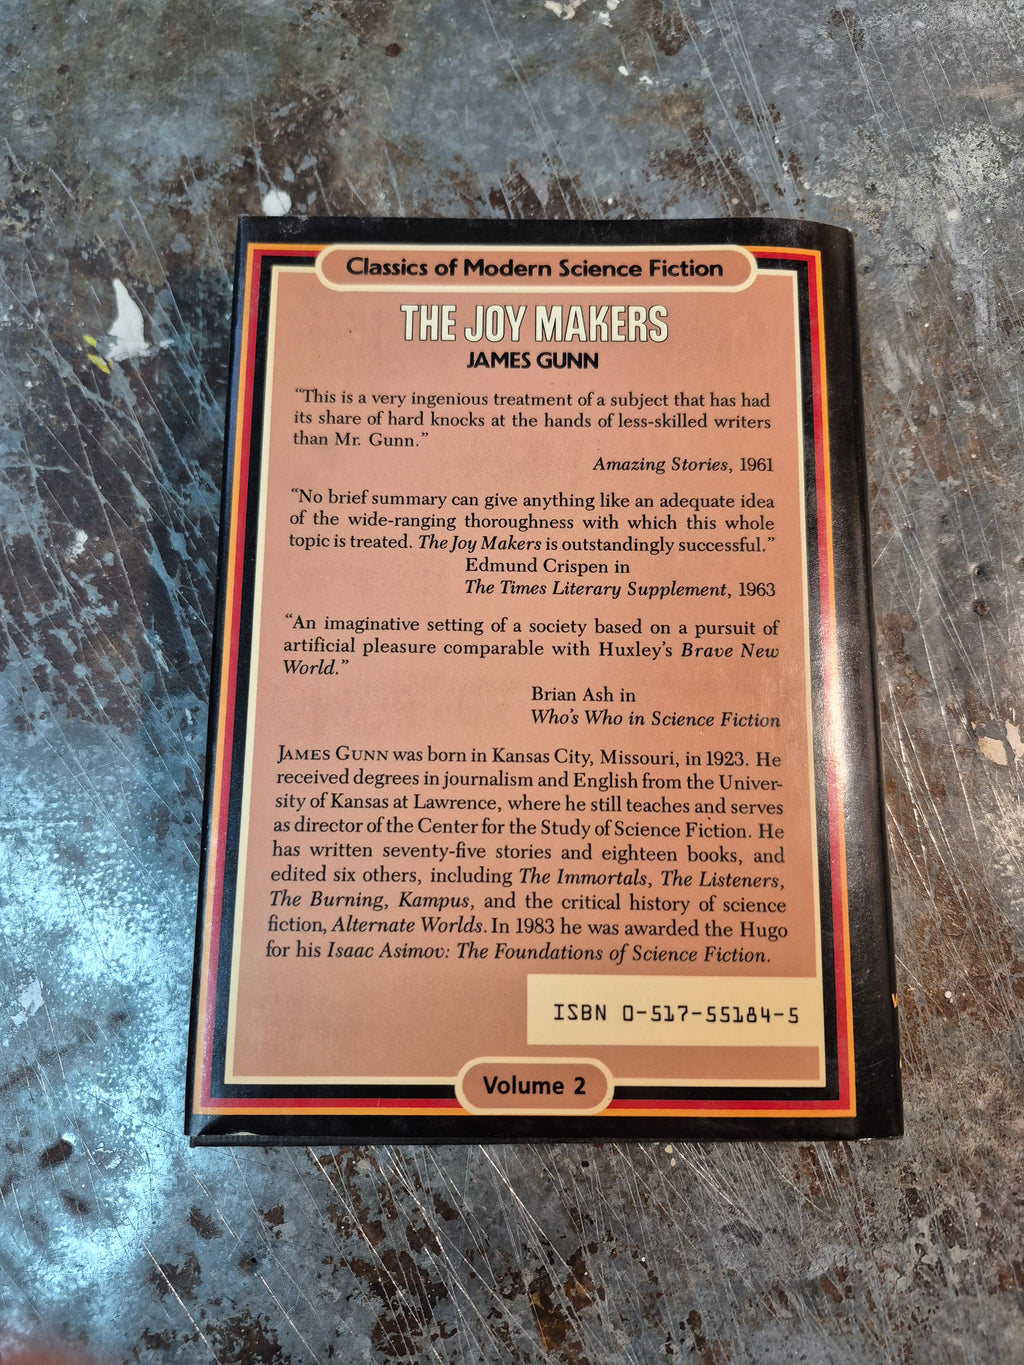 Classics of Modern Science Fiction
THE JOY MAKERS
JAMES GUNN
“This is a very ingenious treatment of a subject that has had
its share of hard knocks at the hands of less-skilled writers
than Mr. Gunn.”
Amazing Stories, 1961
“No brief summary can give anything like an adequate idea
of the wide-ranging thoroughness with which this whole
topic is treated. The Joy Makers is outstandingly successful.”
Edmund Crispen in
The Times Literary Supplement, 1963
“An imaginative setting of a society based on a pursuit of
artificial pleasure comparable with Huxley’s Brave New
World.”
Brian Ash in
Who’s Who in Science Fiction
JAMES GUNN was born in Kansas City, Missouri, in 1923. He
received degrees in journalism and English from the Univer-
sity of Kansas at Lawrence, where he still teaches and serves
as director of the Center for the Study of Science Fiction. He
has written seventy-five stories and eighteen books, and
edited six others, including The Immortals, The Listeners,
The Burning, Kampus, and the critical history of science
fiction, Alternate Worlds. In 1983 he was awarded the Hugo
for his Isaac Asimov: The Foundations of Science Fiction.
ISBN 0-517-55184-5
Volume 2